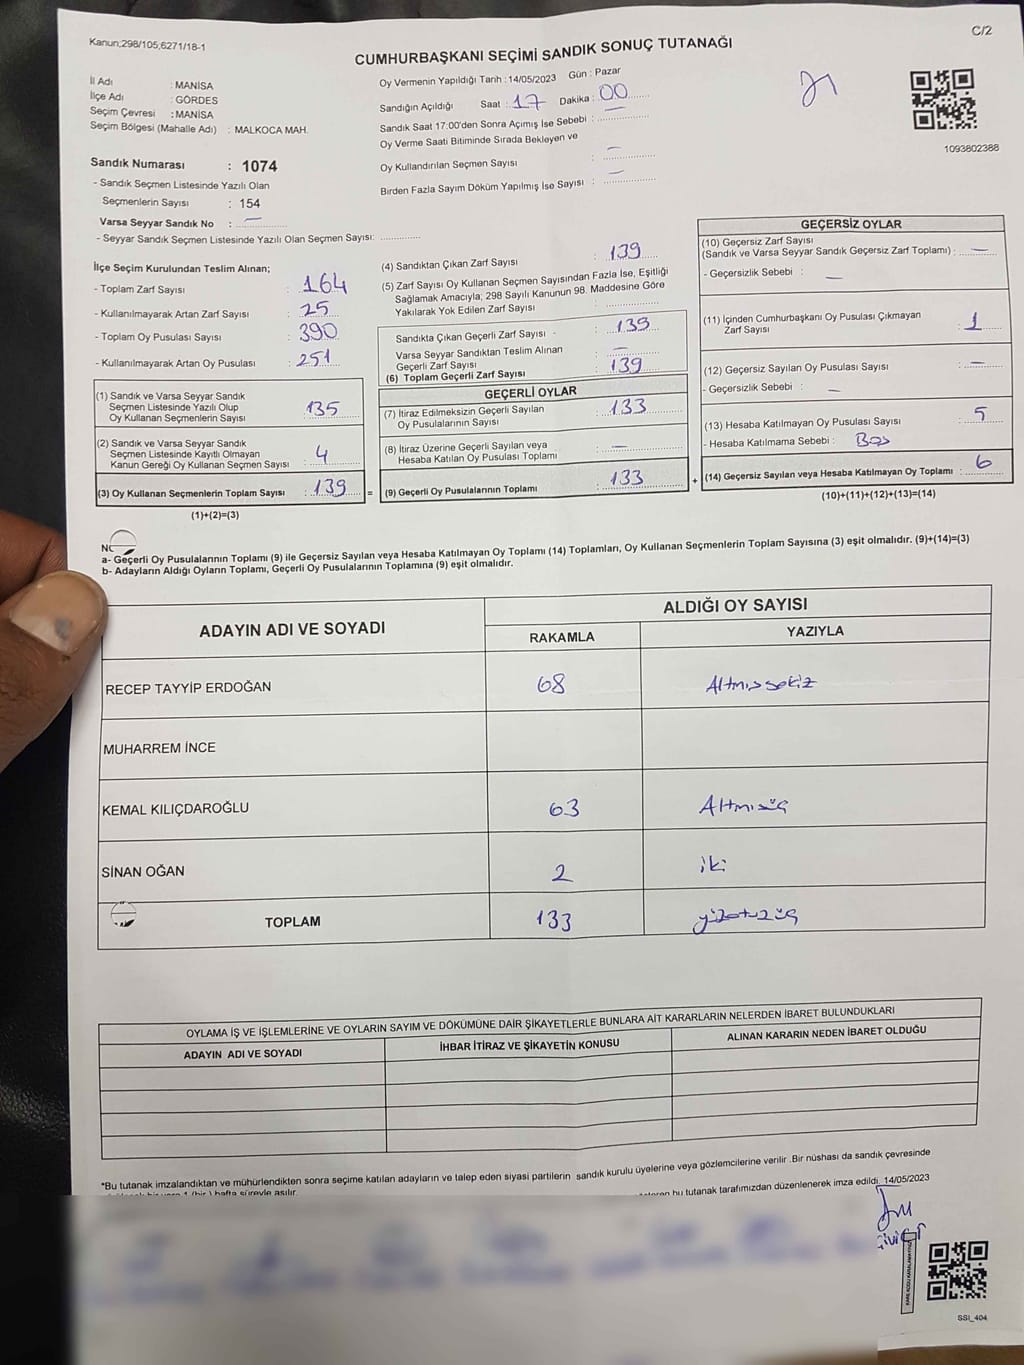 Kanun;298/105,6271/18-1
C/2
CUMHURBAŞKANI SEÇİMİ SANDIK SONUÇ TUTANAĞI
İl Adı : MANİSA
İlçe Adı : GÖRDES
Seçim Çevresi : MANİSA
Seçim Bölgesi (Mahalle Adı) : MALKOCA MAH.
Sandık Numarası : 1074
- Sandık Seçmen Listesinde Yazılı Olan
Seçmenlerin Sayısı : 154
Varsa Seyyar Sandık No : —
- Seyyar Sandık Seçmen Listesinde Yazılı Olan Seçmen Sayısı: ............
Oy Vermenin Yapıldığı Tarih : 14/05/2023 Gün : Pazar
Sandığın Açıldığı Saat : 17 Dakika : 00
Sandık Saat 17:00'den Sonra Açımış İse Sebebi : —
Oy Verme Saati Bitiminde Sırada Bekleyen ve
Oy Kullandırılan Seçmen Sayısı : —
Birden Fazla Sayım Döküm Yapılmış İse Sayısı : —
1093802388
İlçe Seçim Kurulundan Teslim Alınan;
- Toplam Zarf Sayısı : 164
- Kullanılmayarak Artan Zarf Sayısı : 25
- Toplam Oy Pusulası Sayısı : 390
- Kullanılmayarak Artan Oy Pusulası : 251
(1) Sandık ve Varsa Seyyar Sandık
Seçmen Listesinde Yazılı Olup
Oy Kullanan Seçmenlerin Sayısı : 135
(2) Sandık ve Varsa Seyyar Sandık
Seçmen Listesinde Kayıtlı Olmayan
Kanun Gereği Oy Kullanan Seçmen Sayısı : 4
(3) Oy Kullanan Seçmenlerin Toplam Sayısı : 139 =
(1)+(2)=(3)
(4) Sandıktan Çıkan Zarf Sayısı : 139
(5) Zarf Sayısı Oy Kullanan Seçmen Sayısından Fazla İse, Eşitliği
Sağlamak Amacıyla; 298 Sayılı Kanunun 98. Maddesine Göre
Yakılarak Yok Edilen Zarf Sayısı :
Sandıkta Çıkan Geçerli Zarf Sayısı - : 139
Varsa Seyyar Sandıktan Teslim Alınan
Geçerli Zarf Sayısı : —
(6) Toplam Geçerli Zarf Sayısı : 139
GEÇERLİ OYLAR
(7) İtiraz Edilmeksizin Geçerli Sayılan
Oy Pusulalarının Sayısı : 133
(8) İtiraz Üzerine Geçerli Sayılan veya
Hesaba Katılan Oy Pusulası Toplamı : —
(9) Geçerli Oy Pusulalarının Toplamı : 133 +
GEÇERSİZ OYLAR
(10) Geçersiz Zarf Sayısı
(Sandık ve Varsa Seyyar Sandık Geçersiz Zarf Toplamı) : —
- Geçersizlik Sebebi : —
(11) İçinden Cumhurbaşkanı Oy Pusulası Çıkmayan
Zarf Sayısı : 1
(12) Geçersiz Sayılan Oy Pusulası Sayısı : —
- Geçersizlik Sebebi : —
(13) Hesaba Katılmayan Oy Pusulası Sayısı : 5
- Hesaba Katılmama Sebebi : Boş
(14) Geçersiz Sayılan veya Hesaba Katılmayan Oy Toplamı : 6
(10)+(11)+(12)+(13)=(14)
a- Geçerli Oy Pusulalarının Toplamı (9) ile Geçersiz Sayılan veya Hesaba Katılmayan Oy Toplamı (14) Toplamları, Oy Kullanan Seçmenlerin Toplam Sayısına (3) eşit olmalıdır. (9)+(14)=(3)
b- Adayların Aldığı Oyların Toplamı, Geçerli Oy Pusulalarının Toplamına (9) eşit olmalıdır.
ADAYIN ADI VE SOYADI
ALDIĞI OY SAYISI
RAKAMLA YAZIYLA
RECEP TAYYİP ERDOĞAN 68 Altmışsekiz
MUHARREM İNCE
KEMAL KILIÇDAROĞLU 63 Altmışüç
SİNAN OĞAN 2 iki
TOPLAM 133 yüzotuzüç
OYLAMA İŞ VE İŞLEMLERİNE VE OYLARIN SAYIM VE DÖKÜMÜNE DAİR ŞİKAYETLERLE BUNLARA AİT KARARLARIN NELERDEN İBARET BULUNDUKLARI
ADAYIN ADI VE SOYADI İHBAR İTİRAZ VE ŞİKAYETİN KONUSU ALINAN KARARIN NEDEN İBARET OLDUĞU
*Bu tutanak imzalandıktan ve mühürlendikten sonra seçime katılan adayların ve talep eden siyasi partilerin sandık kurulu üyelerine veya gözlemcilerine verilir .Bir nüshası da sandık çevresinde
1 (bir ) hafta süreyle asılır. bu tutanak tarafımızdan düzenlenerek imza edildi. 14/05/2023
SSI_404